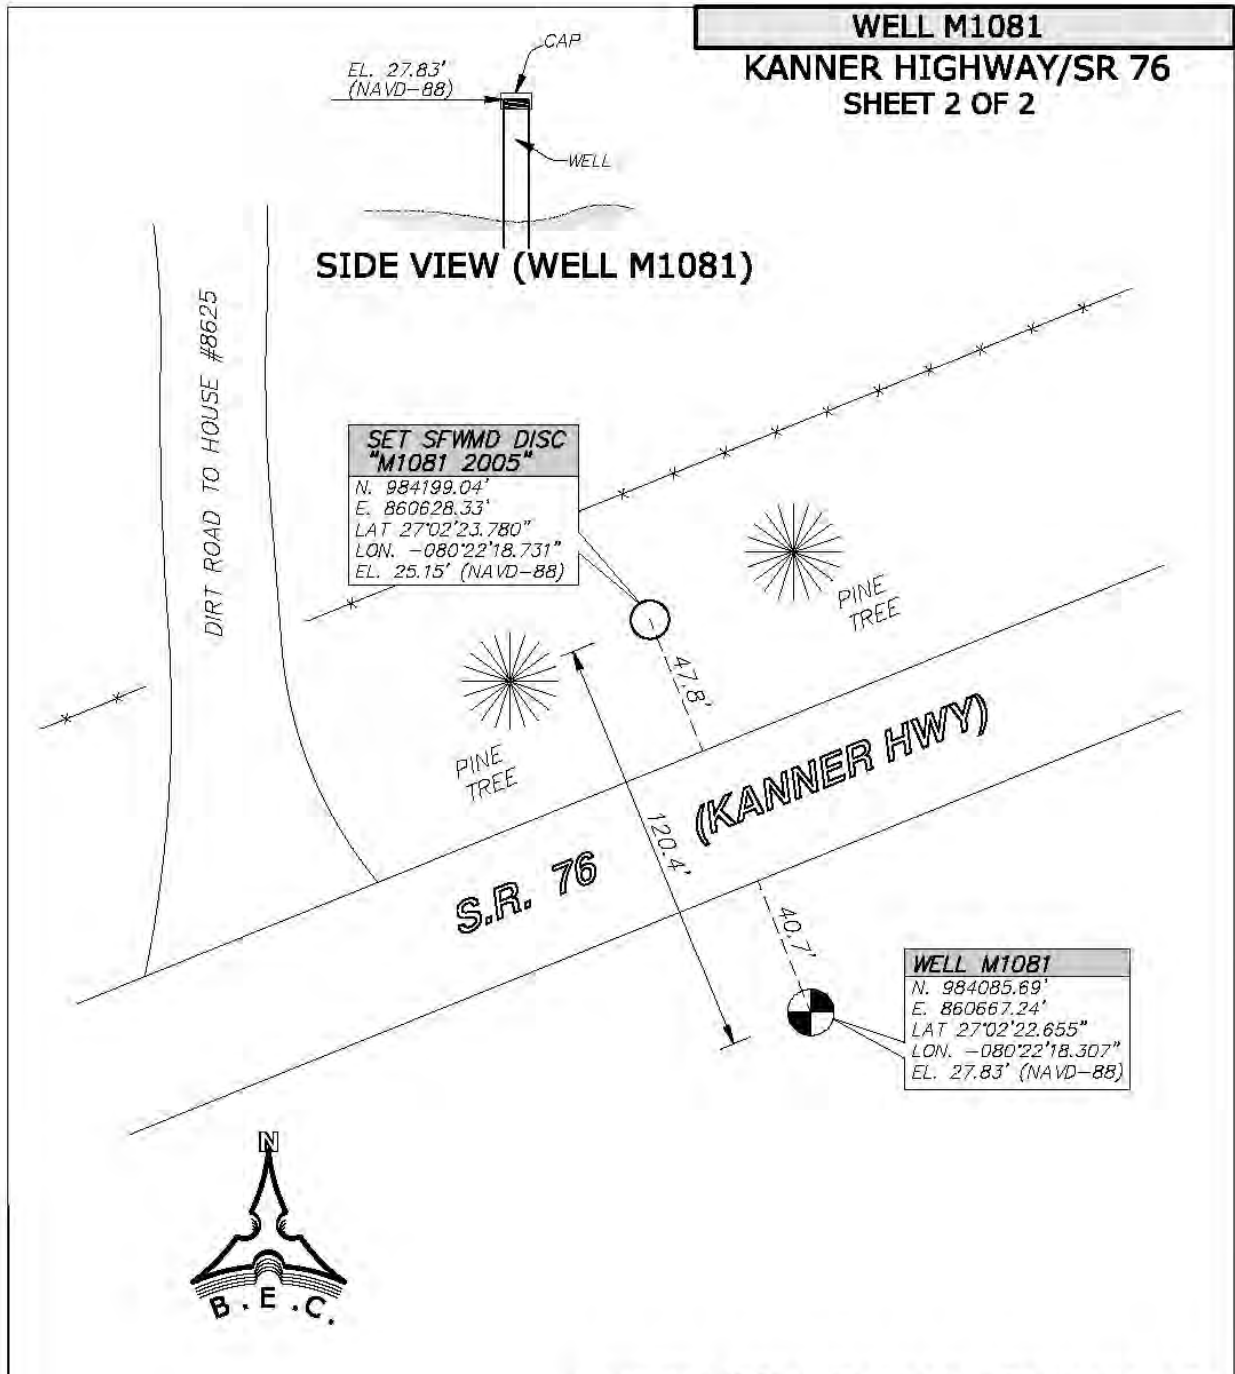 WELL M1081
KANNER HIGHWAY/SR 76
SHEET 2 OF 2
CAP
EL. 27.83'
(NAVD-88)
WELL
SIDE VIEW (WELL M1081)
DIRT ROAD TO HOUSE #8625
SET SFWMD DISC
"M1081 2005"
N. 984199.04'
E. 860628.33'
LAT 27°02'23.780"
LON. -080°22'18.731"
EL. 25.15' (NAVD-88)
PINE
TREE
47.8'
PINE
TREE
(KANNER HWY)
120.4'
S.R. 76
40.7'
WELL M1081
N. 984085.69'
E. 860667.24'
LAT 27°02'22.655"
LON. -080°22'18.307"
EL. 27.83' (NAVD-88)
N
B.E.C.